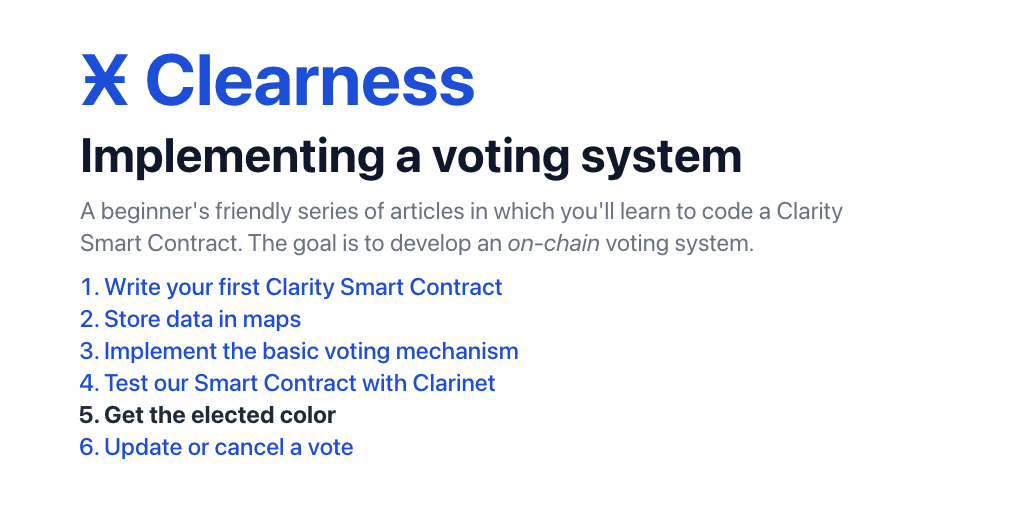 Clearness
Implementing a voting system
A beginner's friendly series of articles in which you'll learn to code a Clarity
Smart Contract. The goal is to develop an on-chain voting system.
1. Write your first Clarity Smart Contract
2. Store data in maps
3. Implement the basic voting mechanism
4. Test our Smart Contract with Clarinet
5. Get the elected color
6. Update or cancel a vote